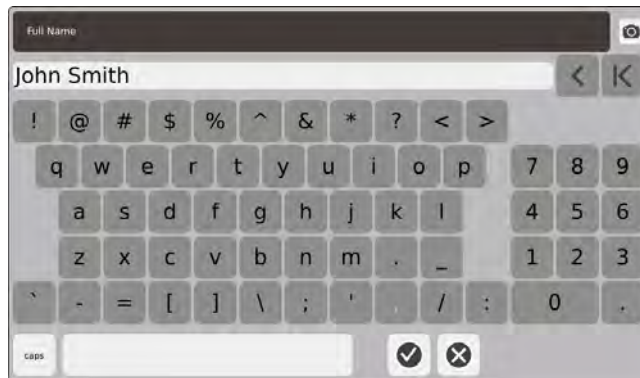 Full Name
John Smith
! @ # $ % ^ & * ? < >
q w e r t y u i o p 7 8 9
a s d f g h j k l 4 5 6
z x c v b n m . _ 1 2 3
` - = [ ] \ ; ' , / : 0 .
caps